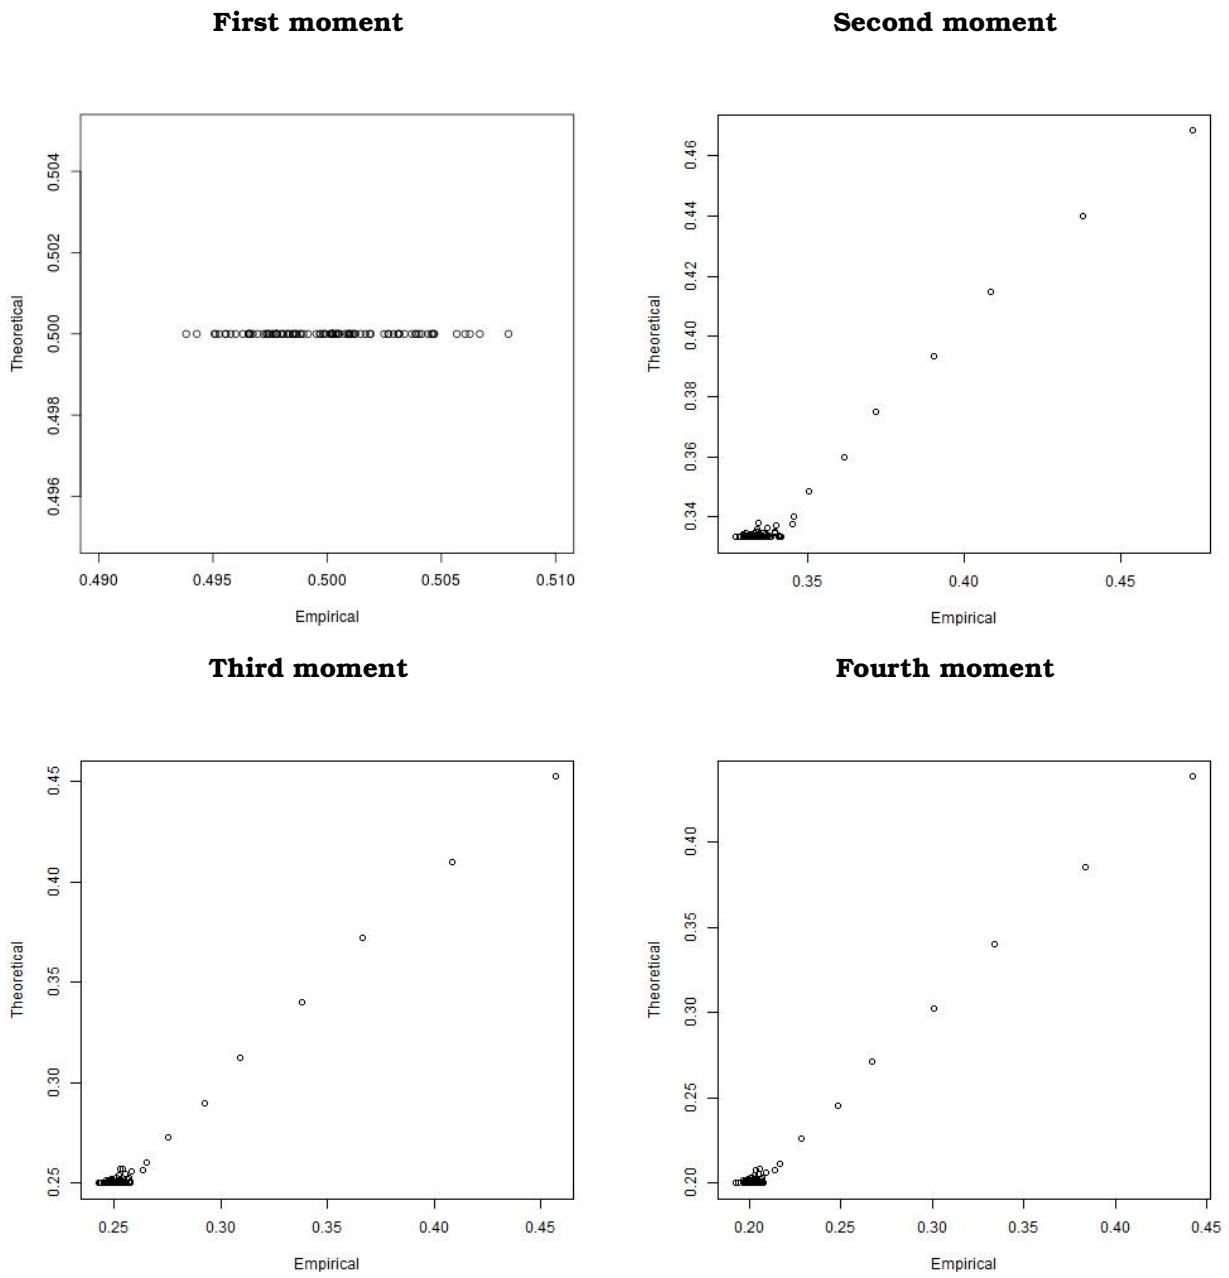 First moment
Second moment
Theoretical
0.504
0.502
0.500
0.498
0.496
0.490 0.495 0.500 0.505 0.510
Empirical
Theoretical
0.46
0.44
0.42
0.40
0.38
0.36
0.34
0.35 0.40 0.45
Empirical
Third moment
Fourth moment
Theoretical
0.45
0.40
0.35
0.30
0.25
0.25 0.30 0.35 0.40 0.45
Empirical
Theoretical
0.40
0.35
0.30
0.25
0.20
0.20 0.25 0.30 0.35 0.40 0.45
Empirical